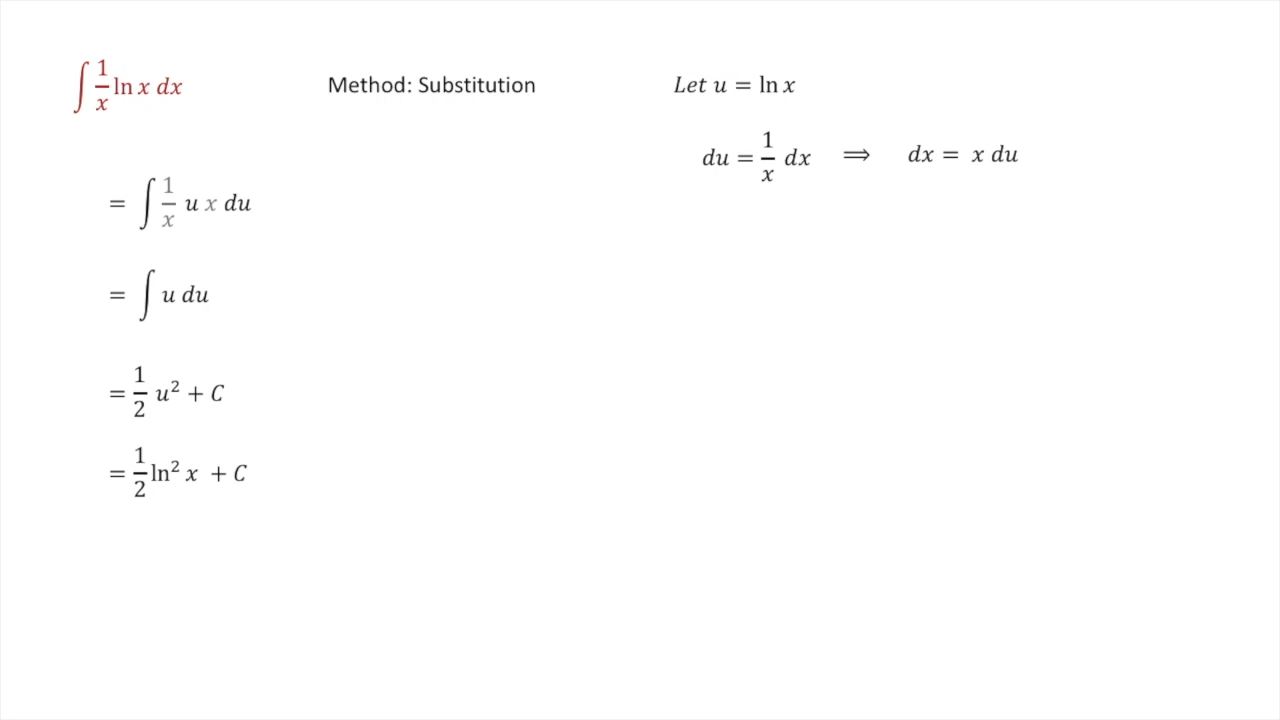 ∫ 1/x ln x dx Method: Substitution Let u = ln x
du = 1/x dx ⟹ dx = x du
= ∫ 1/x u x du
= ∫ u du
= 1/2 u² + C
= 1/2 ln² x + C